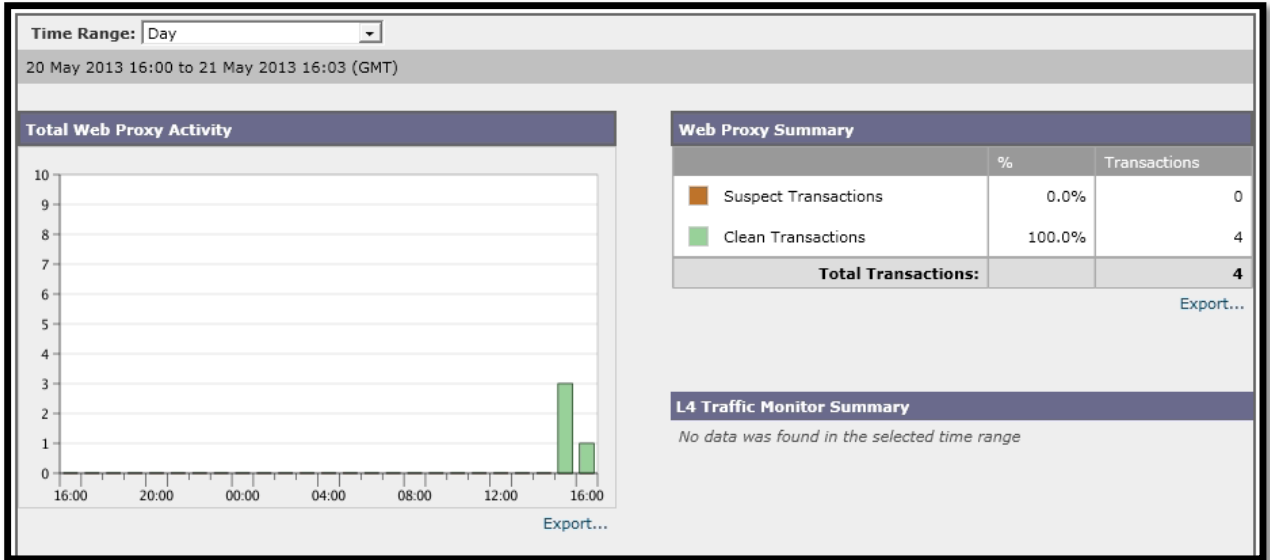 Time Range: Day
20 May 2013 16:00 to 21 May 2013 16:03 (GMT)
Total Web Proxy Activity
10
9
8
7
6
5
4
3
2
1
0
16:00 20:00 00:00 04:00 08:00 12:00 16:00
Export...
Web Proxy Summary
% Transactions
Suspect Transactions 0.0% 0
Clean Transactions 100.0% 4
Total Transactions: 4
Export...
L4 Traffic Monitor Summary
No data was found in the selected time range